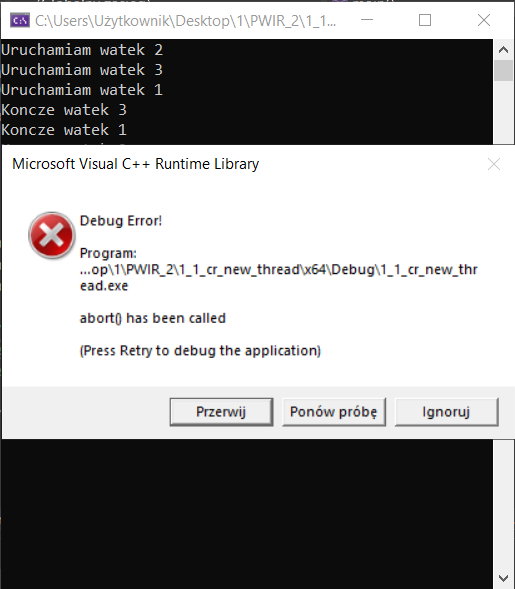 C:\Users\Użytkownik\Desktop\1\PWIR_2\1_1...
Uruchamiam watek 2
Uruchamiam watek 3
Uruchamiam watek 1
Koncze watek 3
Koncze watek 1
Microsoft Visual C++ Runtime Library
Debug Error!
Program:
...op\1\PWIR_2\1_1_cr_new_thread\x64\Debug\1_1_cr_new_thr
ead.exe
abort() has been called
(Press Retry to debug the application)
Przerwij
Ponów próbę
Ignoruj